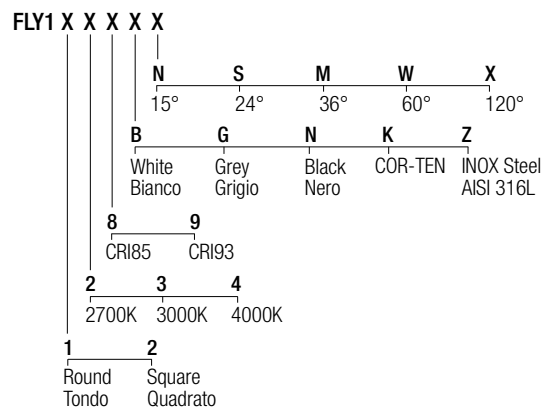 FLY1 X X X X X
N S M W X
15° 24° 36° 60° 120°
B G N K Z
White Grey Black COR-TEN INOX Steel
Bianco Grigio Nero AISI 316L
8 9
CRI85 CRI93
2 3 4
2700K 3000K 4000K
1 2
Round Square
Tondo Quadrato